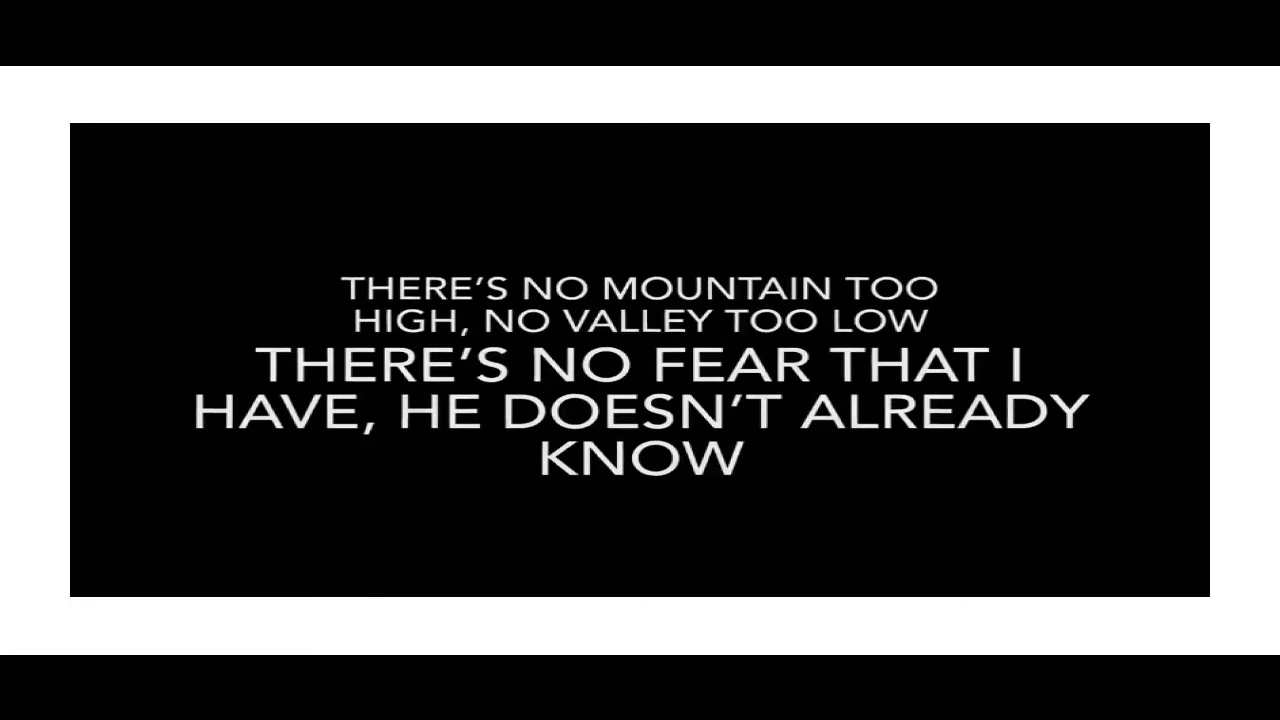 THERE’S NO MOUNTAIN TOO
HIGH, NO VALLEY TOO LOW
THERE’S NO FEAR THAT I
HAVE, HE DOESN’T ALREADY
KNOW